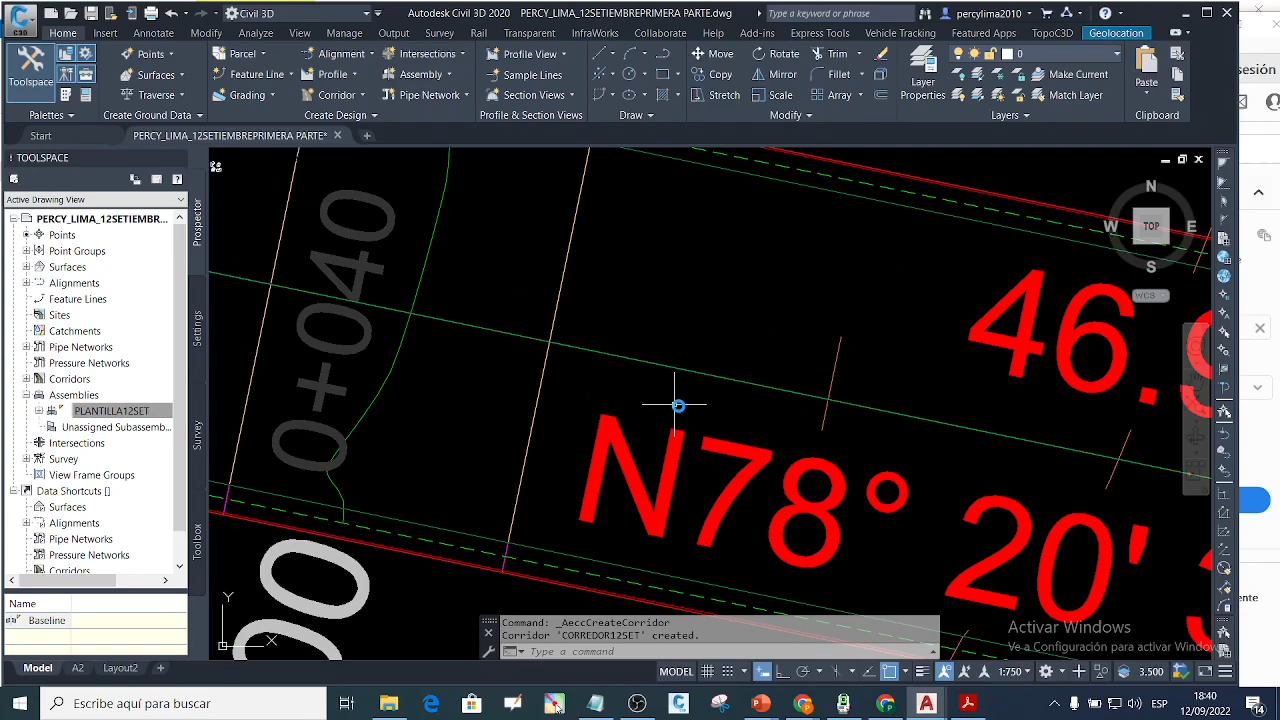 Civil 3D
Autodesk Civil 3D 2020
PERCY_LIMA_12SETIEMBREPRIMERA PARTE.dwg
Type a keyword or phrase
percylima2010
C3D
Home
Insert
Annotate
Modify
Analyze
View
Manage
Survey
Rail
Transparent
InfraWorks
Collaborate
Help
Add-ins
Express Tools
Vehicle Tracking
Featured Apps
TopoC3D
Geolocation
Toolspace
Points
Surfaces
Traverse
Parcel
Feature Line
Grading
Alignment
Profile
Corridor
Intersections
Assembly
Pipe Network
Profile View
Sample Lines
Section Views
Move
Copy
Stretch
Rotate
Mirror
Scale
Trim
Fillet
Array
Layer
Properties
0
Make Current
Match Layer
Paste
Palettes
Create Ground Data
Create Design
Profile & Section Views
Draw
Modify
Layers
Clipboard
sesión
Start
PERCY_LIMA_12SETIEMBREPRIMERA PARTE*
TOOLSPACE
Active Drawing View
PERCY_LIMA_12SETIEMBR...
Points
Point Groups
Surfaces
Alignments
Feature Lines
Sites
Catchments
Pipe Networks
Pressure Networks
Corridors
Assemblies
PLANTILLA12SET
Unassigned Subassemb...
Intersections
Survey
View Frame Groups
Data Shortcuts []
Surfaces
Alignments
Pipe Networks
Pressure Networks
Corridors
Prospector
Settings
Survey
Toolbox
Name
Baseline
0+040
46.9
N78° 20'
00
N
W
TOP
E
S
WCS
Y
X
Command: _AeccCreateCorridor
Corridor 'CORREDOR12SET' created.
Type a command
Activar Windows
Ve a Configuración para activar Windows
ente
Model
A2
Layout2
MODEL
1:750
3.500
Escribe aquí para buscar
ESP
18:40
12/09/2022